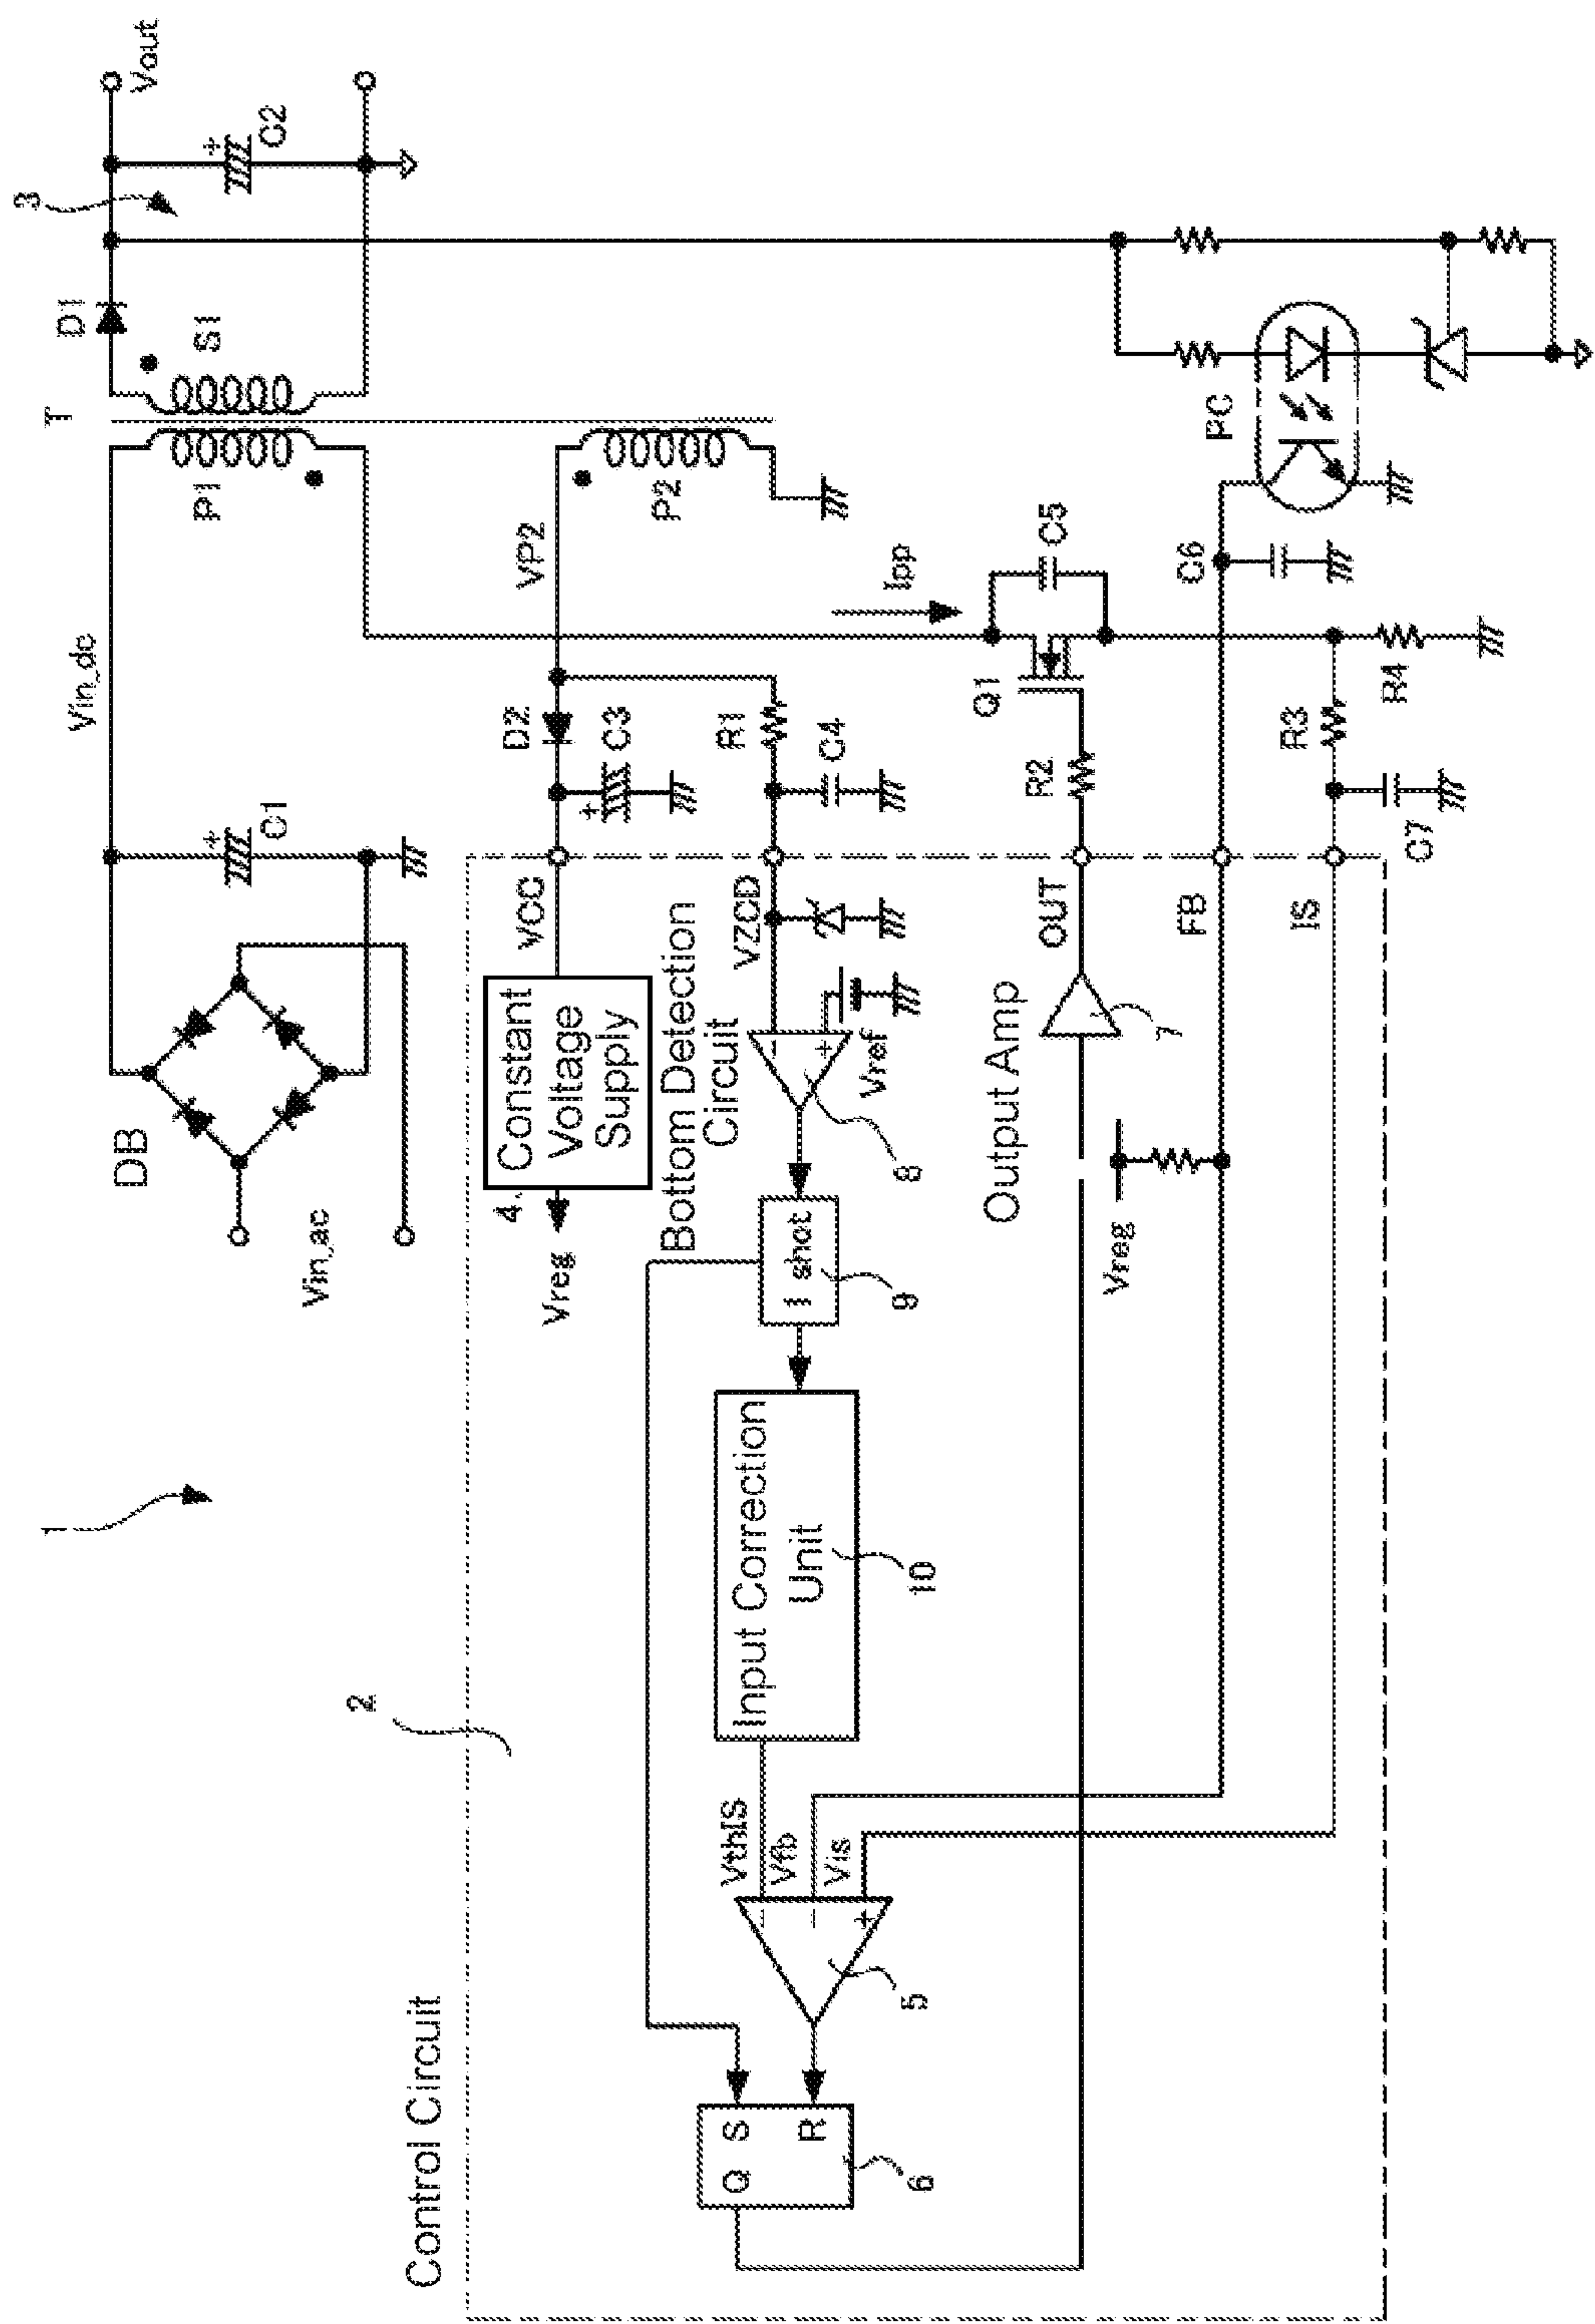 1
Vin_ac
DB
C1
+
Vin_dc
P1
T
S1
D1
3
+
C2
Vout
Control Circuit
2
4
Constant
Voltage
Supply
Vreg
VCC
D2
+
C3
VP2
P2
Bottom Detection
Circuit
VZCD
R1
C4
Ipp
Q
S
R
6
5
VthIS
Vfb
Vis
−
−
+
Input Correction
Unit
10
1 shot
9
8
−
+
Vref
Output Amp
7
OUT
R2
Q1
C5
Vreg
FB
C6
PC
IS
C7
R3
R4